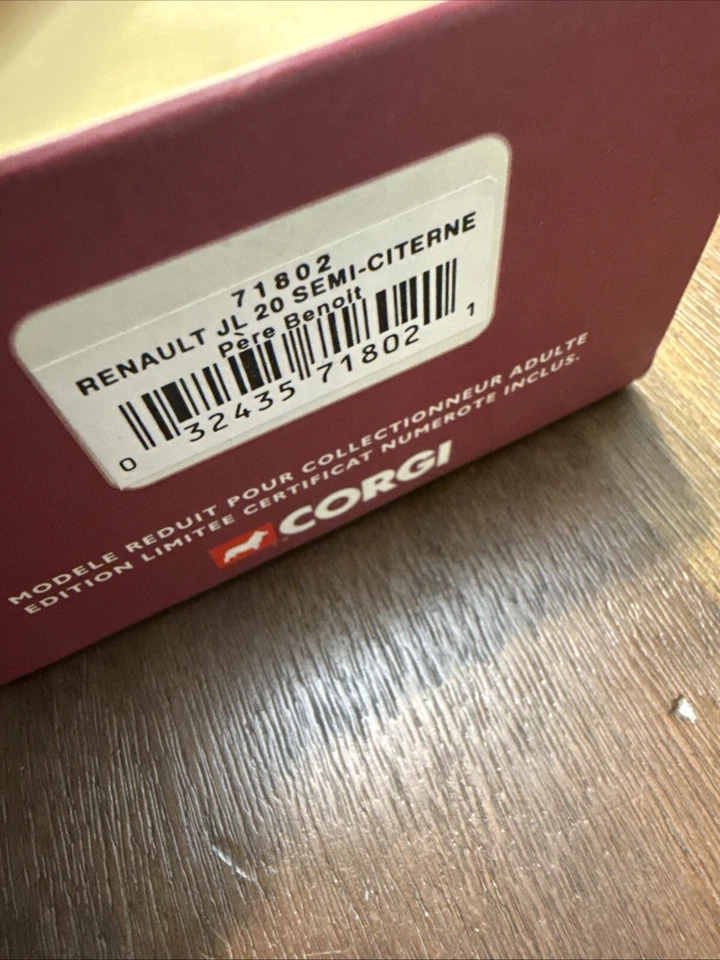 71802
RENAULT JL 20 SEMI-CITERNE
Père Benoit
0 32435 71802 1
MODELE REDUIT POUR COLLECTIONNEUR ADULTE
EDITION LIMITEE CERTIFICAT NUMEROTE INCLUS.
CORGI